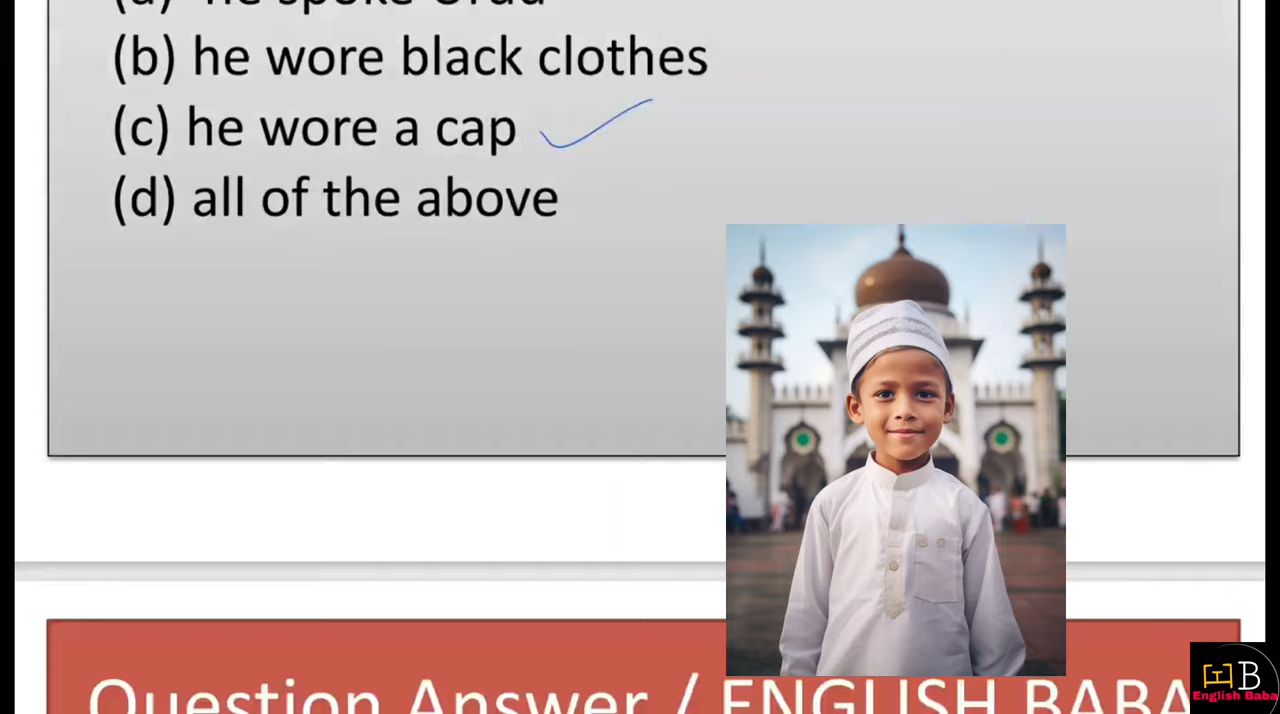 (a) he spoke Urdu
(b) he wore black clothes
(c) he wore a cap
(d) all of the above
Question Answer / ENGLISH BABA
HB
English Baba